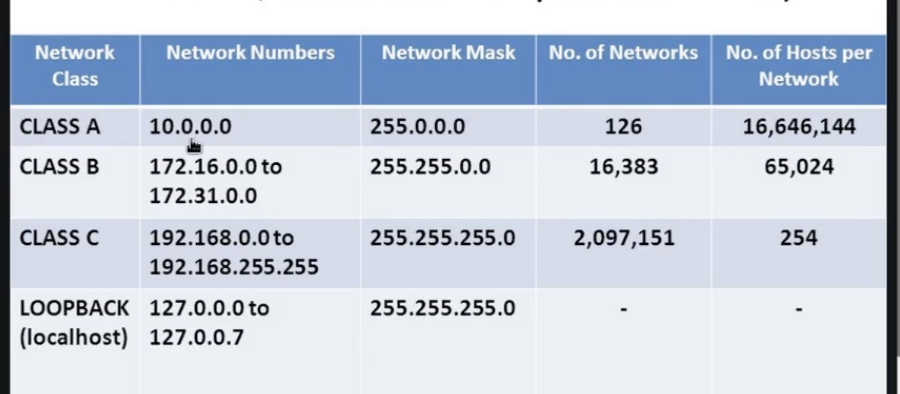 Network Class
Network Numbers
Network Mask
No. of Networks
No. of Hosts per Network
CLASS A
10.0.0.0
255.0.0.0
126
16,646,144
CLASS B
172.16.0.0 to
172.31.0.0
255.255.0.0
16,383
65,024
CLASS C
192.168.0.0 to
192.168.255.255
255.255.255.0
2,097,151
254
LOOPBACK
(localhost)
127.0.0.0 to
127.0.0.7
255.255.255.0
-
-